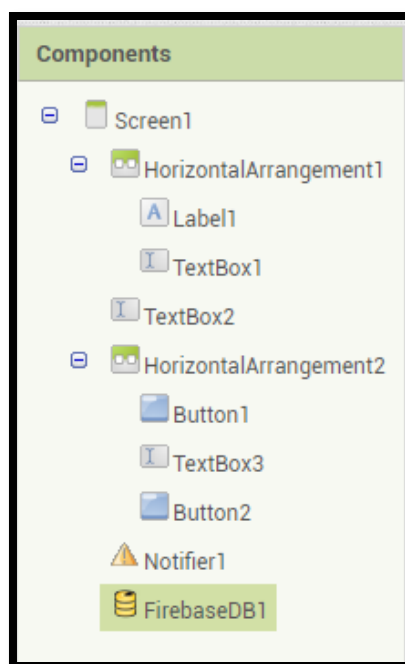 Components
Screen1
HorizontalArrangement1
A Label1
TextBox1
TextBox2
HorizontalArrangement2
Button1
TextBox3
Button2
Notifier1
FirebaseDB1